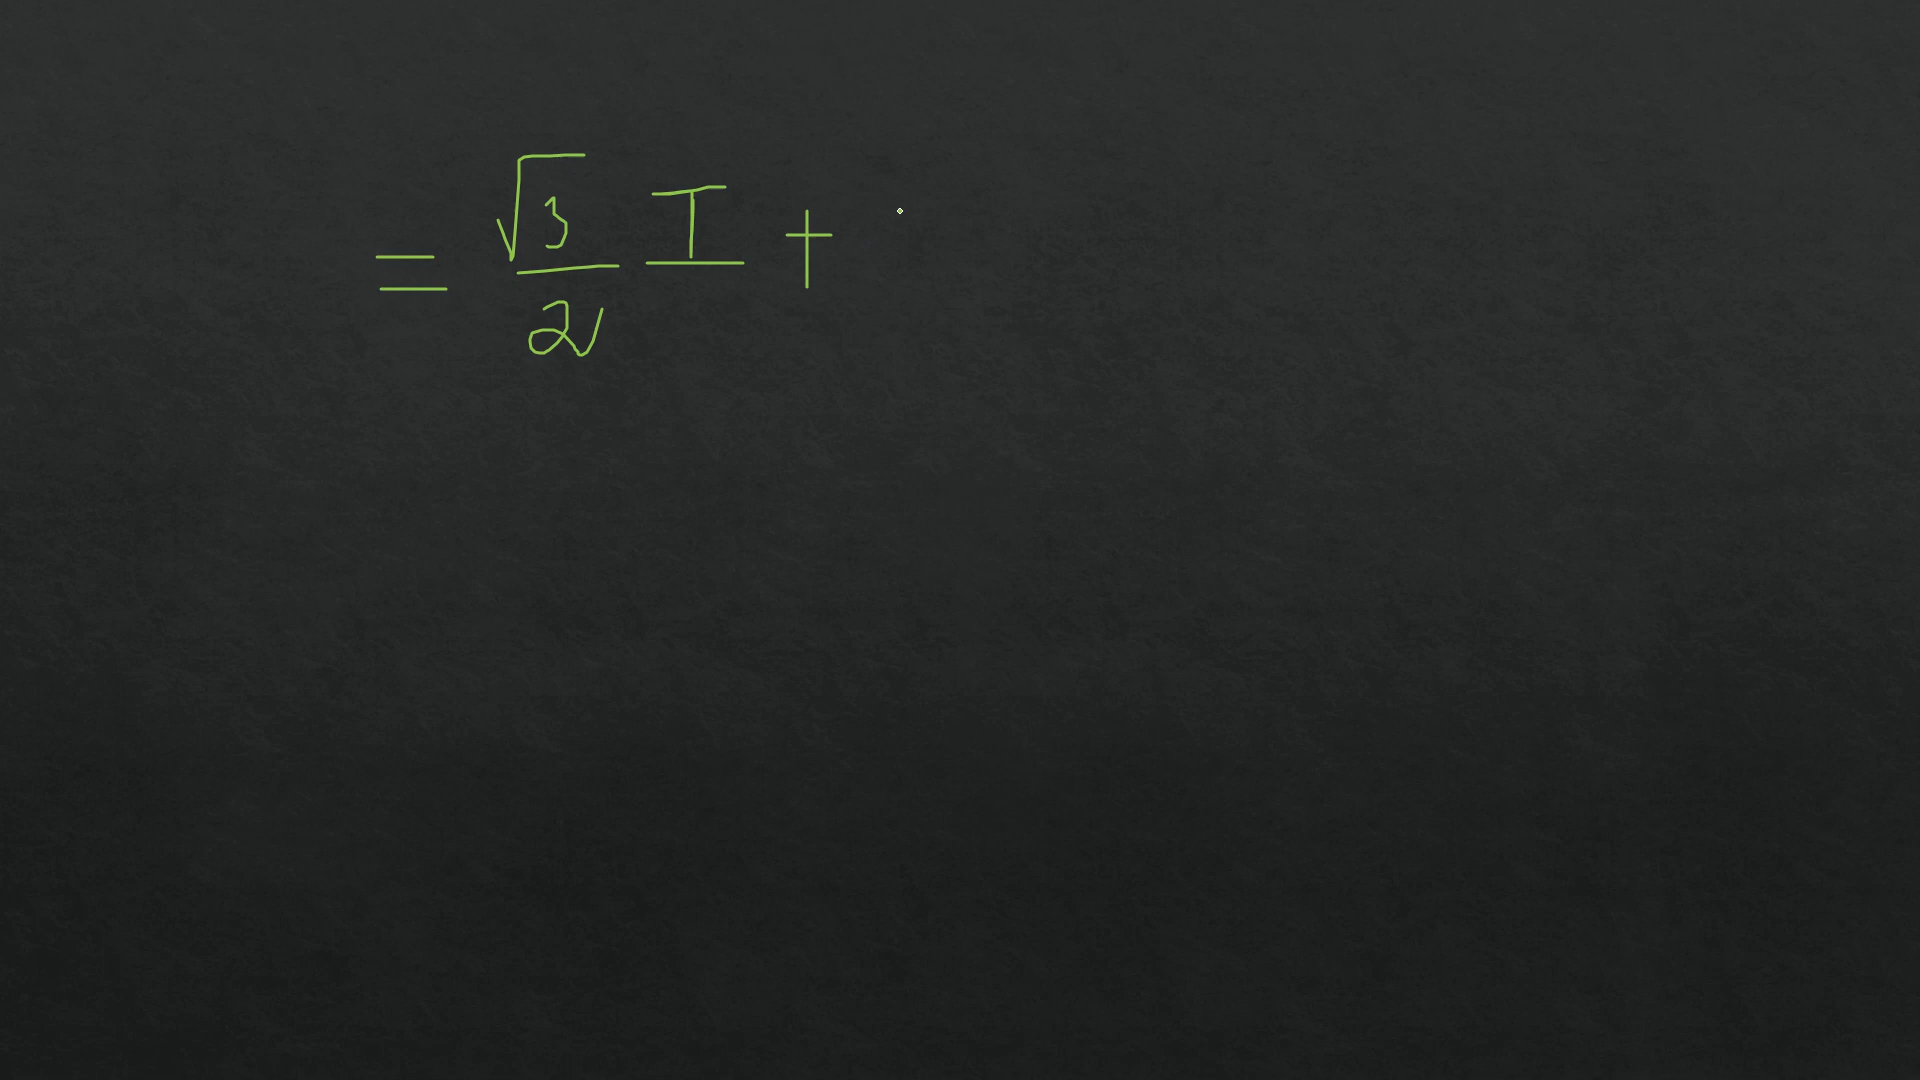 = √3/2 I +